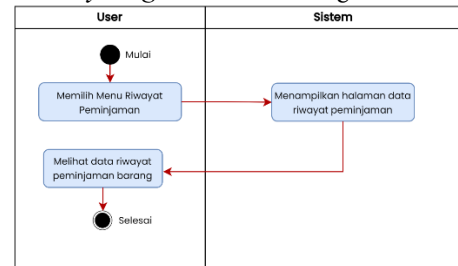 User
Sistem
Mulai
Memilih Menu Riwayat
Peminjaman
Menampilkan halaman data
riwayat peminjaman
Melihat data riwayat
peminjaman barang
Selesai